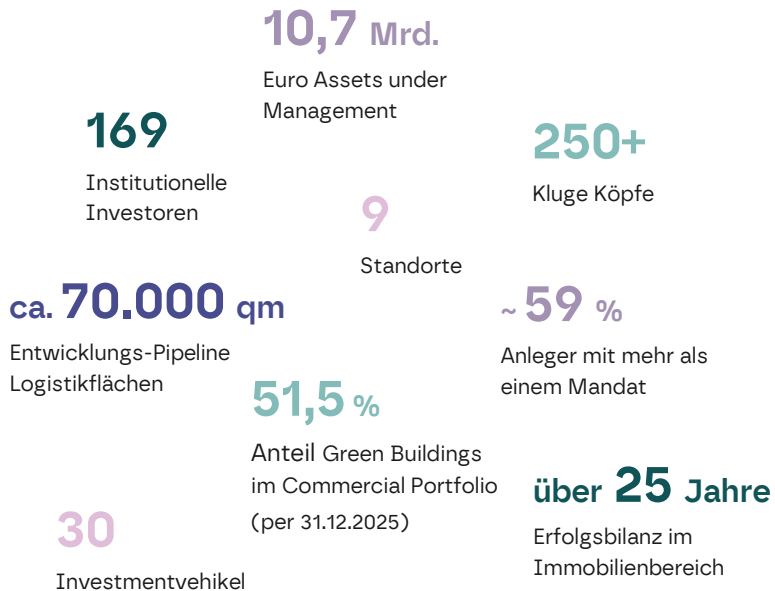 10,7 Mrd.
Euro Assets under
Management
169
Institutionelle
Investoren
250+
Kluge Köpfe
9
Standorte
ca. 70.000 qm
Entwicklungs-Pipeline
Logistikflächen
~ 59 %
Anleger mit mehr als
einem Mandat
51,5 %
Anteil Green Buildings
im Commercial Portfolio
(per 31.12.2025)
über 25 Jahre
Erfolgsbilanz im
Immobilienbereich
30
Investmentvehikel